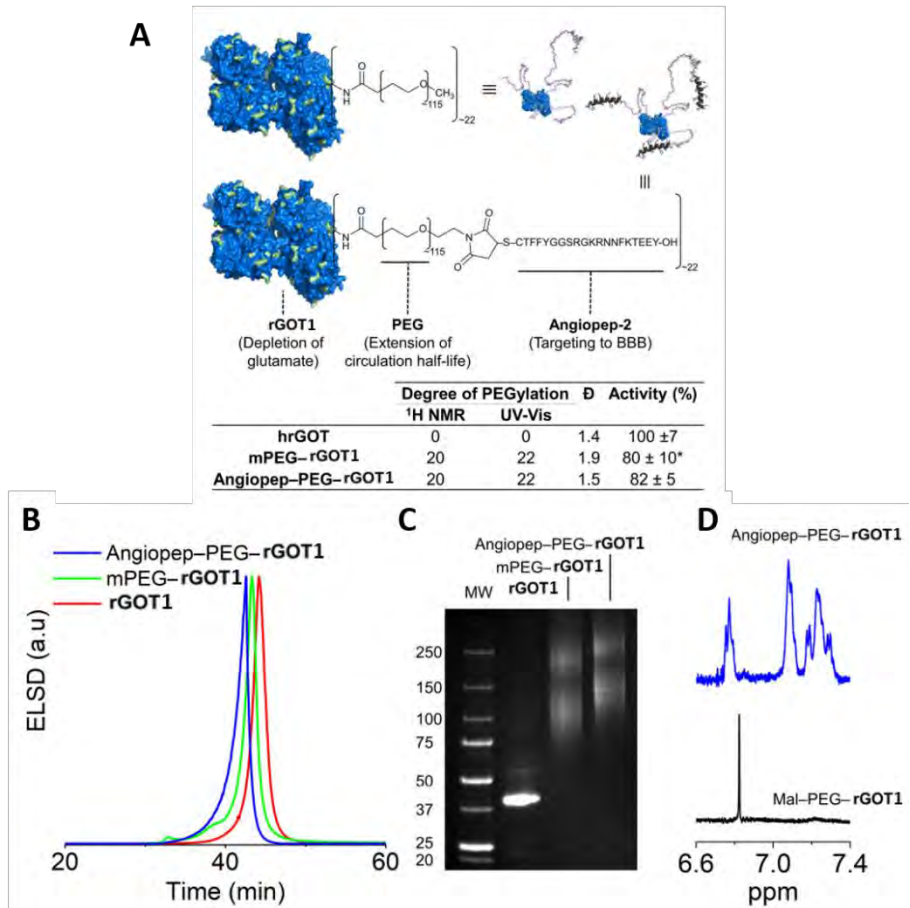 A
O
NH
O
CH₃
~115
~22
≡
≡
O
NH
O
~115
O
N
O
S–CTFFYGGSRGKRNNFKTEEY-OH
~22
rGOT1
(Depletion of
glutamate)
PEG
(Extension of
circulation half-life)
Angiopep-2
(Targeting to BBB)
Degree of PEGylation Đ Activity (%)
¹H NMR UV-Vis
hrGOT 0 0 1.4 100 ±7
mPEG–rGOT1 20 22 1.9 80 ± 10*
Angiopep–PEG–rGOT1 20 22 1.5 82 ± 5
B
Angiopep–PEG–rGOT1
mPEG–rGOT1
rGOT1
ELSD (a.u)
20 40 60
Time (min)
C
Angiopep–PEG–rGOT1
mPEG–rGOT1
rGOT1
MW
250
150
100
75
50
37
25
20
D
Angiopep–PEG–rGOT1
Mal–PEG–rGOT1
6.6 7.0 7.4
ppm